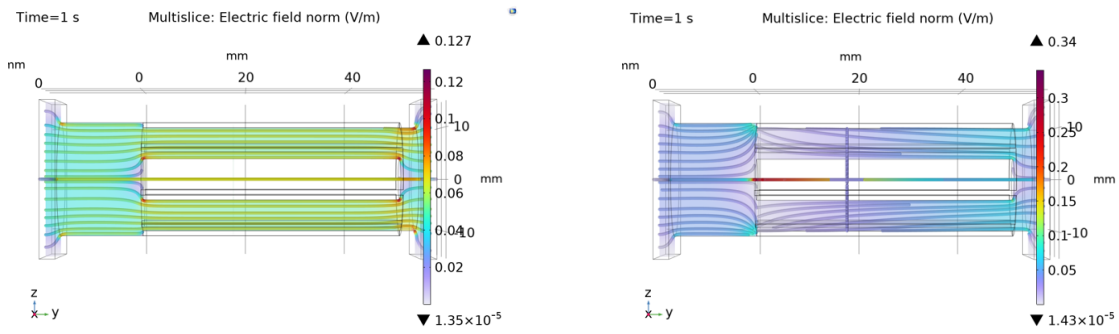 Time=1 s Multislice: Electric field norm (V/m)
0.127
mm
nm
0 0 20 40
0.12
0.1
10
0.08
0.06
0 mm
0.04
10
0.02
z
x y
1.35×10⁻⁵
Time=1 s Multislice: Electric field norm (V/m)
0.34
mm
nm
0 0 20 40
0.3
0.25
10
0.2
0 mm
0.15
0.1
-10
0.05
z
x y
1.43×10⁻⁵